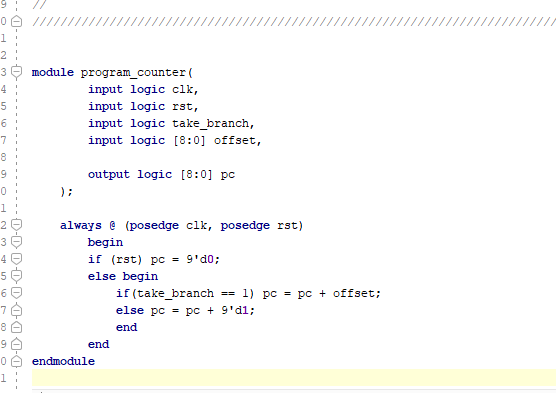 9 //
0 ////////////////////////////////////////////////////////////////////////////
1
2
3 module program_counter(
4 input logic clk,
5 input logic rst,
6 input logic take_branch,
7 input logic [8:0] offset,
8
9 output logic [8:0] pc
0 );
1
2 always @ (posedge clk, posedge rst)
3 begin
4 if (rst) pc = 9'd0;
5 else begin
6 if(take_branch == 1) pc = pc + offset;
7 else pc = pc + 9'd1;
8 end
9 end
0 endmodule
1